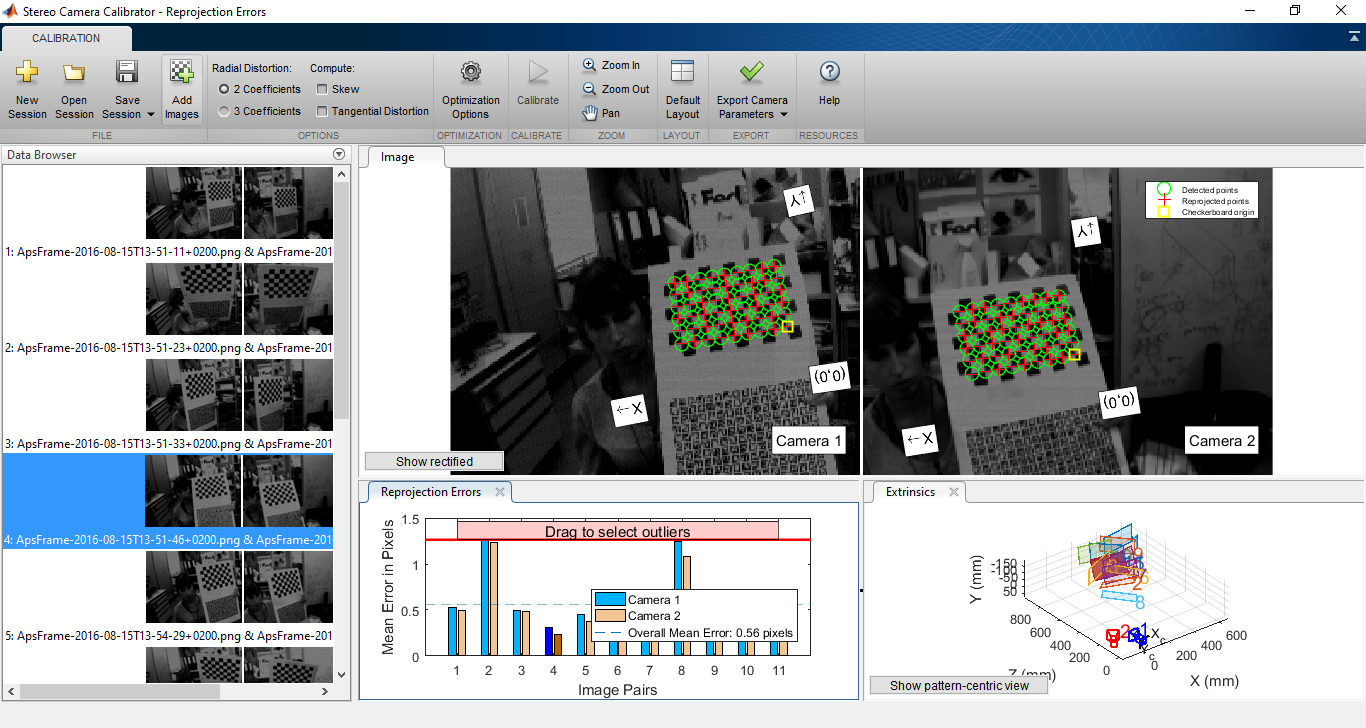 Stereo Camera Calibrator - Reprojection Errors
CALIBRATION
New Session
Open Session
Save Session
Add Images
FILE
Radial Distortion:
2 Coefficients
3 Coefficients
Compute:
Skew
Tangential Distortion
OPTIONS
Optimization Options
OPTIMIZATION
Calibrate
CALIBRATE
Zoom In
Zoom Out
Pan
ZOOM
Default Layout
LAYOUT
Export Camera Parameters
EXPORT
Help
RESOURCES
Data Browser
1: ApsFrame-2016-08-15T13-51-11+0200.png & ApsFrame-201
2: ApsFrame-2016-08-15T13-51-23+0200.png & ApsFrame-201
3: ApsFrame-2016-08-15T13-51-33+0200.png & ApsFrame-201
4: ApsFrame-2016-08-15T13-51-46+0200.png & ApsFrame-201
5: ApsFrame-2016-08-15T13-54-29+0200.png & ApsFrame-201
Image
Y→
(0,0)
X→
Camera 1
Show rectified
Y→
(0,0)
X→
Camera 2
Detected points
Reprojected points
Checkerboard origin
Reprojection Errors
Drag to select outliers
Mean Error in Pixels
1.5
1
0.5
0
Camera 1
Camera 2
Overall Mean Error: 0.56 pixels
1 2 3 4 5 6 7 8 9 10 11
Image Pairs
Extrinsics
Y (mm)
-150
-100
-50
0
50
800
600
400
200
0
Z (mm)
0
200
400
600
X (mm)
8
2
1
Xc
Yc
Show pattern-centric view